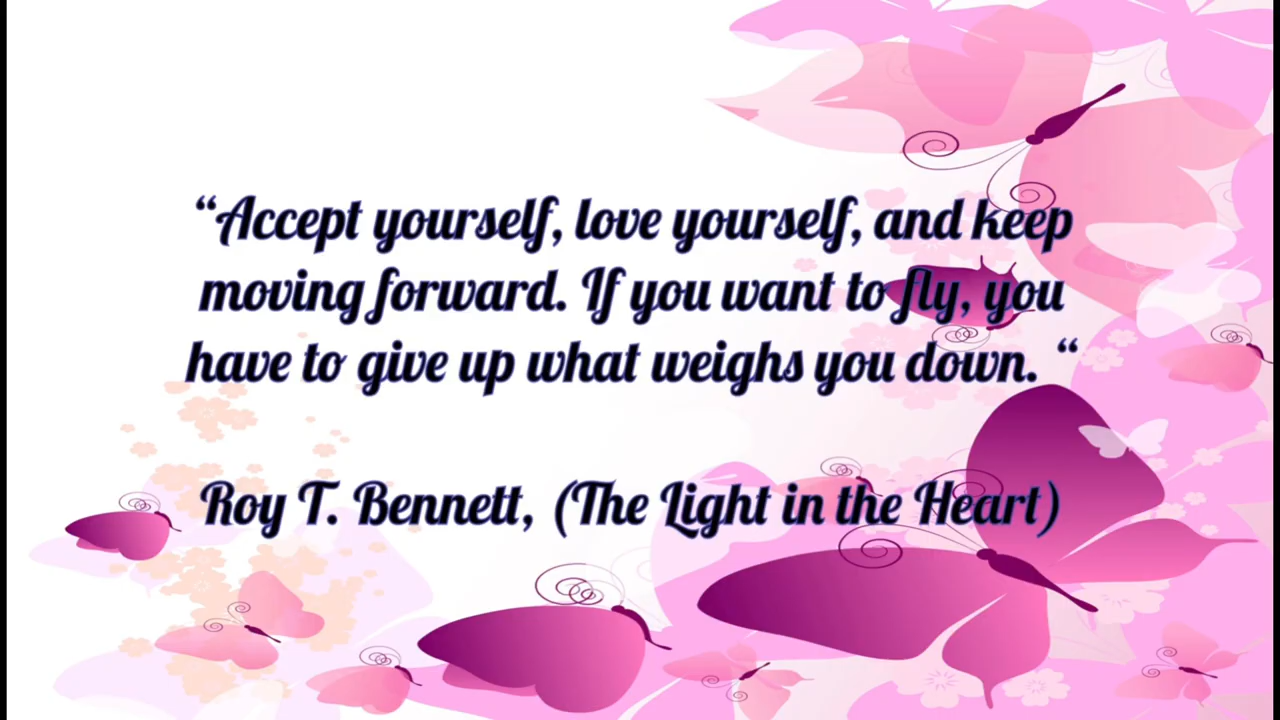 “Accept yourself, love yourself, and keep
moving forward. If you want to fly, you
have to give up what weighs you down. “
Roy T. Bennett, (The Light in the Heart)